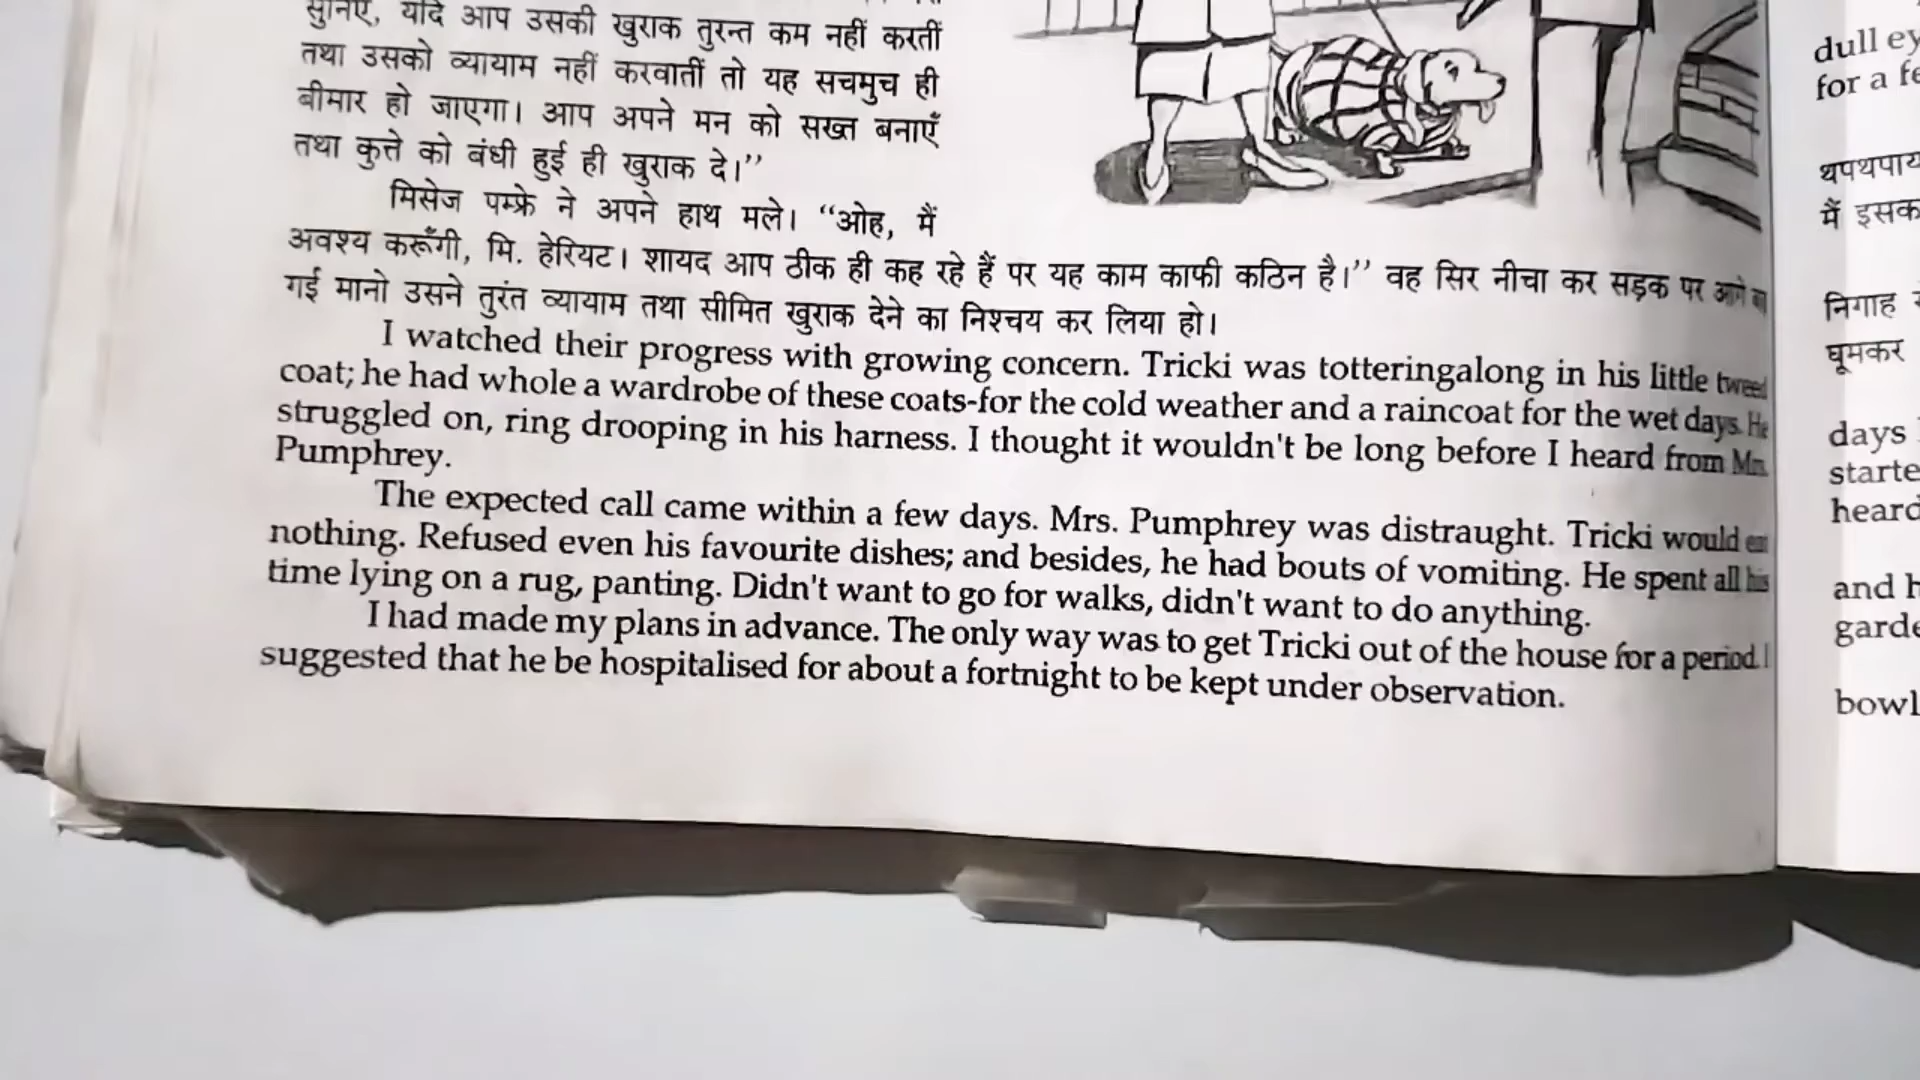 सुनिए, यदि आप उसकी खुराक तुरन्त कम नहीं करतीं
तथा उसको व्यायाम नहीं करवातीं तो यह सचमुच ही
बीमार हो जाएगा। आप अपने मन को सख्त बनाएँ
तथा कुत्ते को बंधी हुई ही खुराक दे।”
मिसेज पम्फ्रे ने अपने हाथ मले। “ओह, मैं
अवश्य करूँगी, मि. हेरियट। शायद आप ठीक ही कह रहे हैं पर यह काम काफी कठिन है।” वह सिर नीचा कर सड़क पर आगे
गई मानो उसने तुरंत व्यायाम तथा सीमित खुराक देने का निश्चय कर लिया हो।
I watched their progress with growing concern. Tricki was totteringalong in his little tweed
coat; he had whole a wardrobe of these coats-for the cold weather and a raincoat for the wet days. He
struggled on, ring drooping in his harness. I thought it wouldn't be long before I heard from Mrs.
Pumphrey.
The expected call came within a few days. Mrs. Pumphrey was distraught. Tricki would eat
nothing. Refused even his favourite dishes; and besides, he had bouts of vomiting. He spent all his
time lying on a rug, panting. Didn't want to go for walks, didn't want to do anything.
I had made my plans in advance. The only way was to get Tricki out of the house for a period. I
suggested that he be hospitalised for about a fortnight to be kept under observation.
dull ey
for a fe
थपथपाय
मैं इसक
निगाह
घूमकर
days
starte
heard
and h
garde
bowl